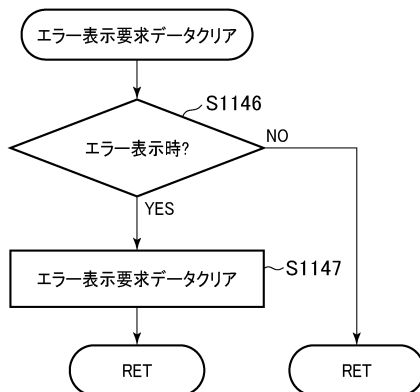 エラー表示要求データクリア
S1146
エラー表示時?
NO
YES
エラー表示要求データクリア
S1147
RET
RET